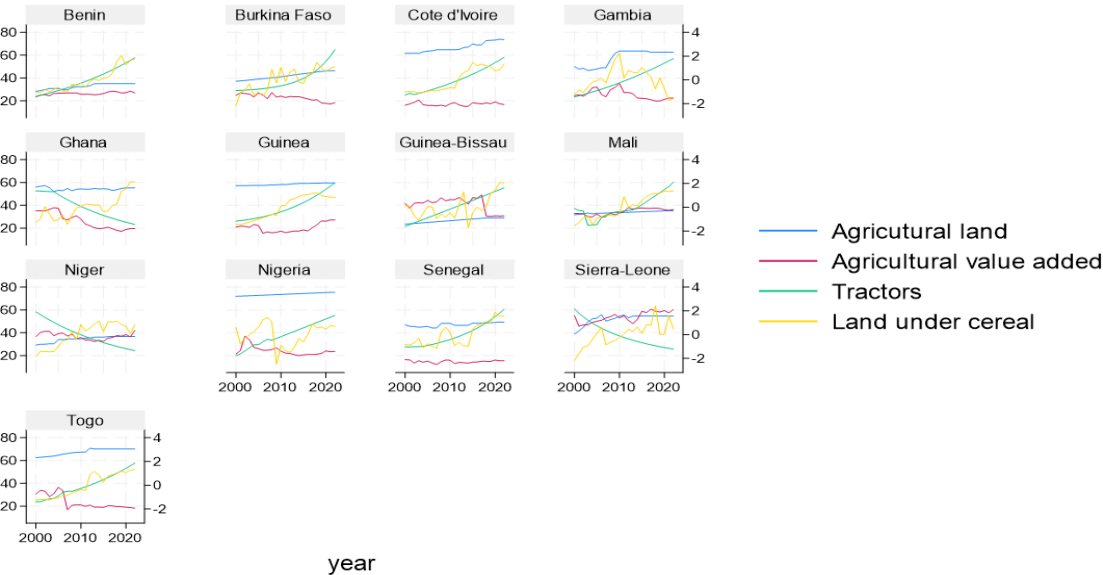 Benin Burkina Faso Cote d'Ivoire Gambia
80 4
60 2
40 0
20 -2
Ghana Guinea Guinea-Bissau Mali
80 4
60 2
40 0
20 -2
Niger Nigeria Senegal Sierra-Leone
80 4
60 2
40 0
20 -2
2000 2010 2020 2000 2010 2020 2000 2010 2020
Togo
80 4
60 2
40 0
20 -2
2000 2010 2020
year
Agricutural land
Agricultural value added
Tractors
Land under cereal